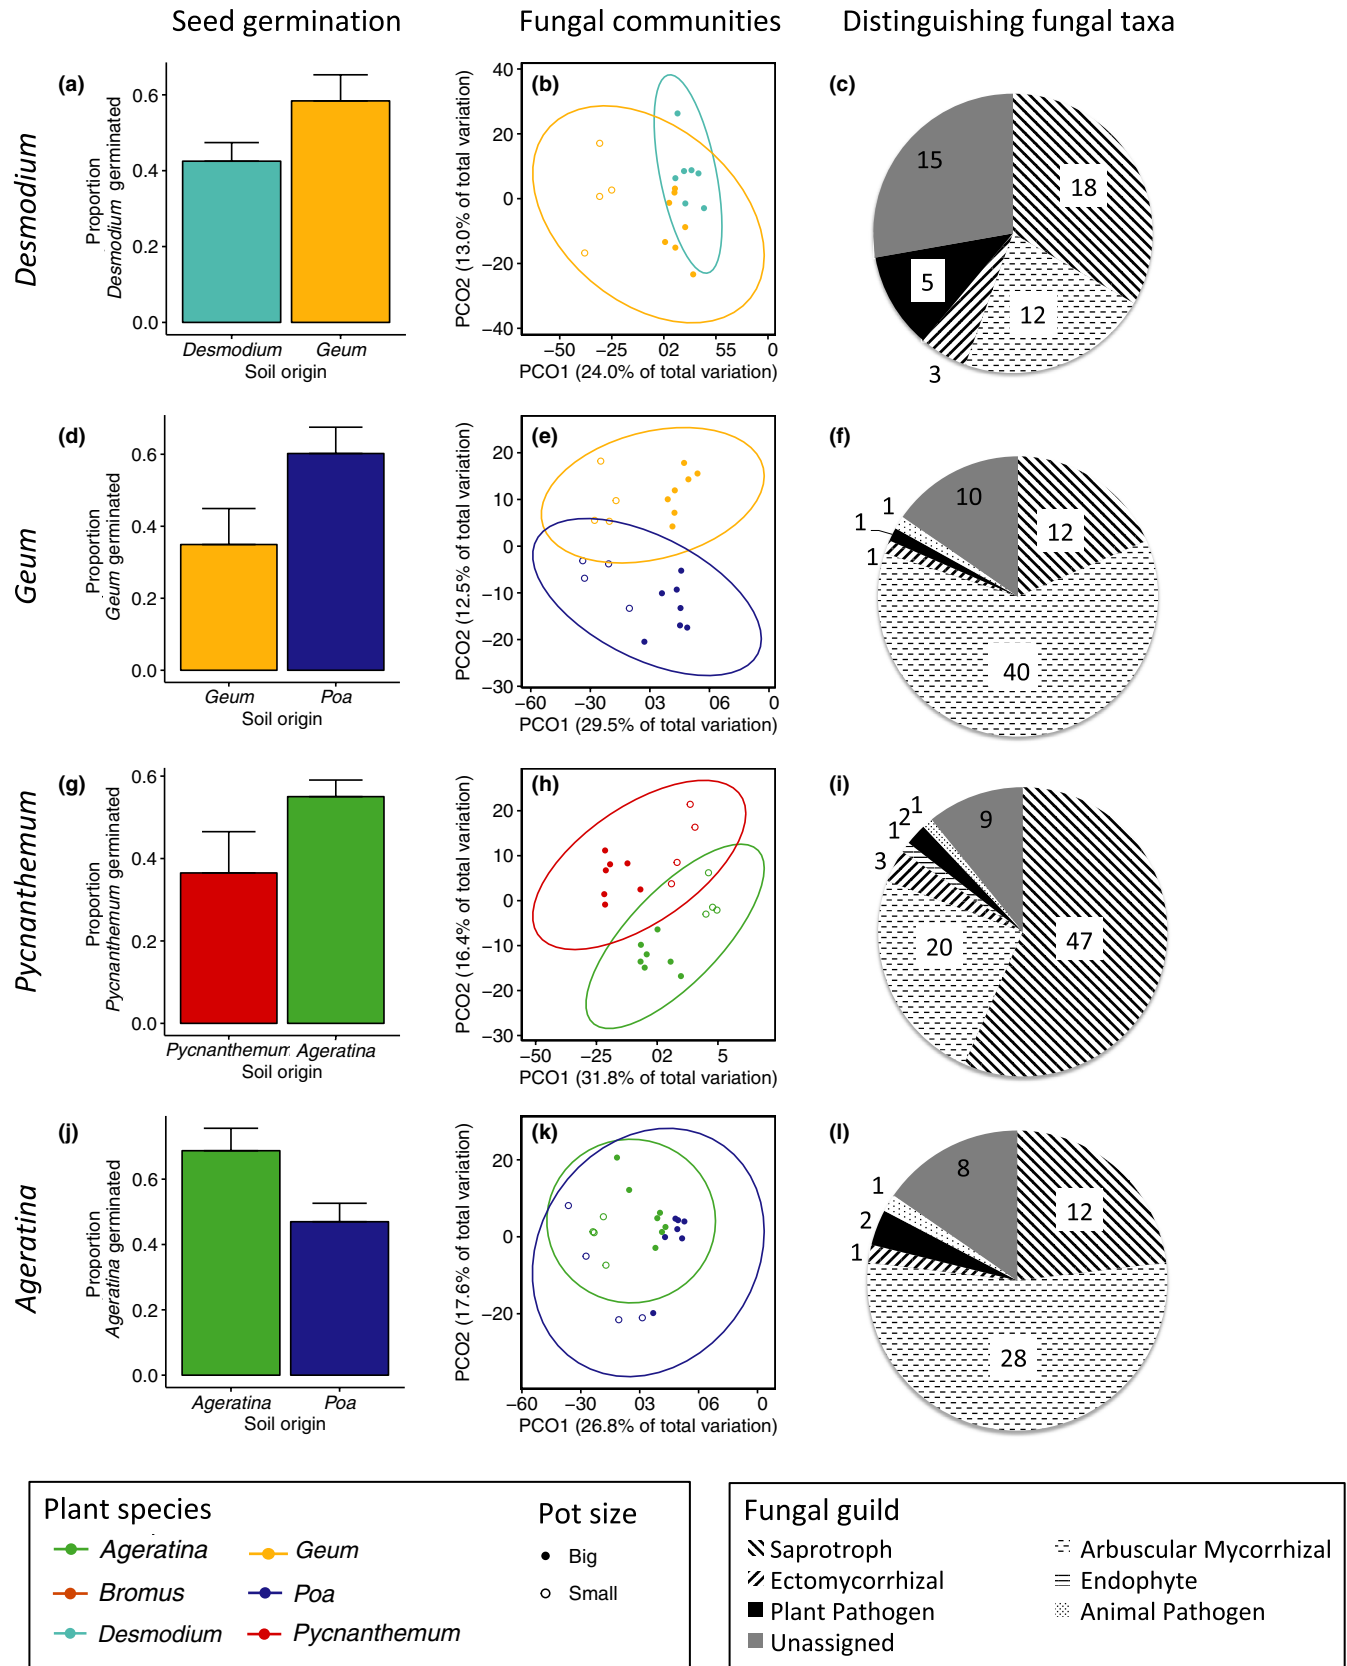 Seed germination
Fungal communities
Distinguishing fungal taxa
Desmodium
(a)
Proportion
Desmodium germinated
0.6
0.4
0.2
0.0
Desmodium Geum
Soil origin
(b)
PCO2 (13.0% of total variation)
40
20
0
−20
−40
−50 −25 02 55 0
PCO1 (24.0% of total variation)
(c)
15
18
5
12
3
Geum
(d)
Proportion
Geum germinated
0.6
0.4
0.2
0.0
Geum Poa
Soil origin
(e)
PCO2 (12.5% of total variation)
20
10
0
−10
−20
−30
−60 −30 03 06 0
PCO1 (29.5% of total variation)
(f)
10
12
1
1
1
40
Pycnanthemum
(g)
Proportion
Pycnanthemum germinated
0.6
0.4
0.2
0.0
Pycnanthemum Ageratina
Soil origin
(h)
PCO2 (16.4% of total variation)
20
10
0
−10
−20
−30
−50 −25 02 5
PCO1 (31.8% of total variation)
(i)
1
2
1
9
3
20
47
Ageratina
(j)
Proportion
Ageratina germinated
0.6
0.4
0.2
0.0
Ageratina Poa
Soil origin
(k)
PCO2 (17.6% of total variation)
20
0
−20
−60 −30 03 06 0
PCO1 (26.8% of total variation)
(l)
8
12
1
2
1
28
Plant species
Ageratina
Geum
Bromus
Poa
Desmodium
Pycnanthemum
Pot size
Big
Small
Fungal guild
Saprotroph
Arbuscular Mycorrhizal
Ectomycorrhizal
Endophyte
Plant Pathogen
Animal Pathogen
Unassigned